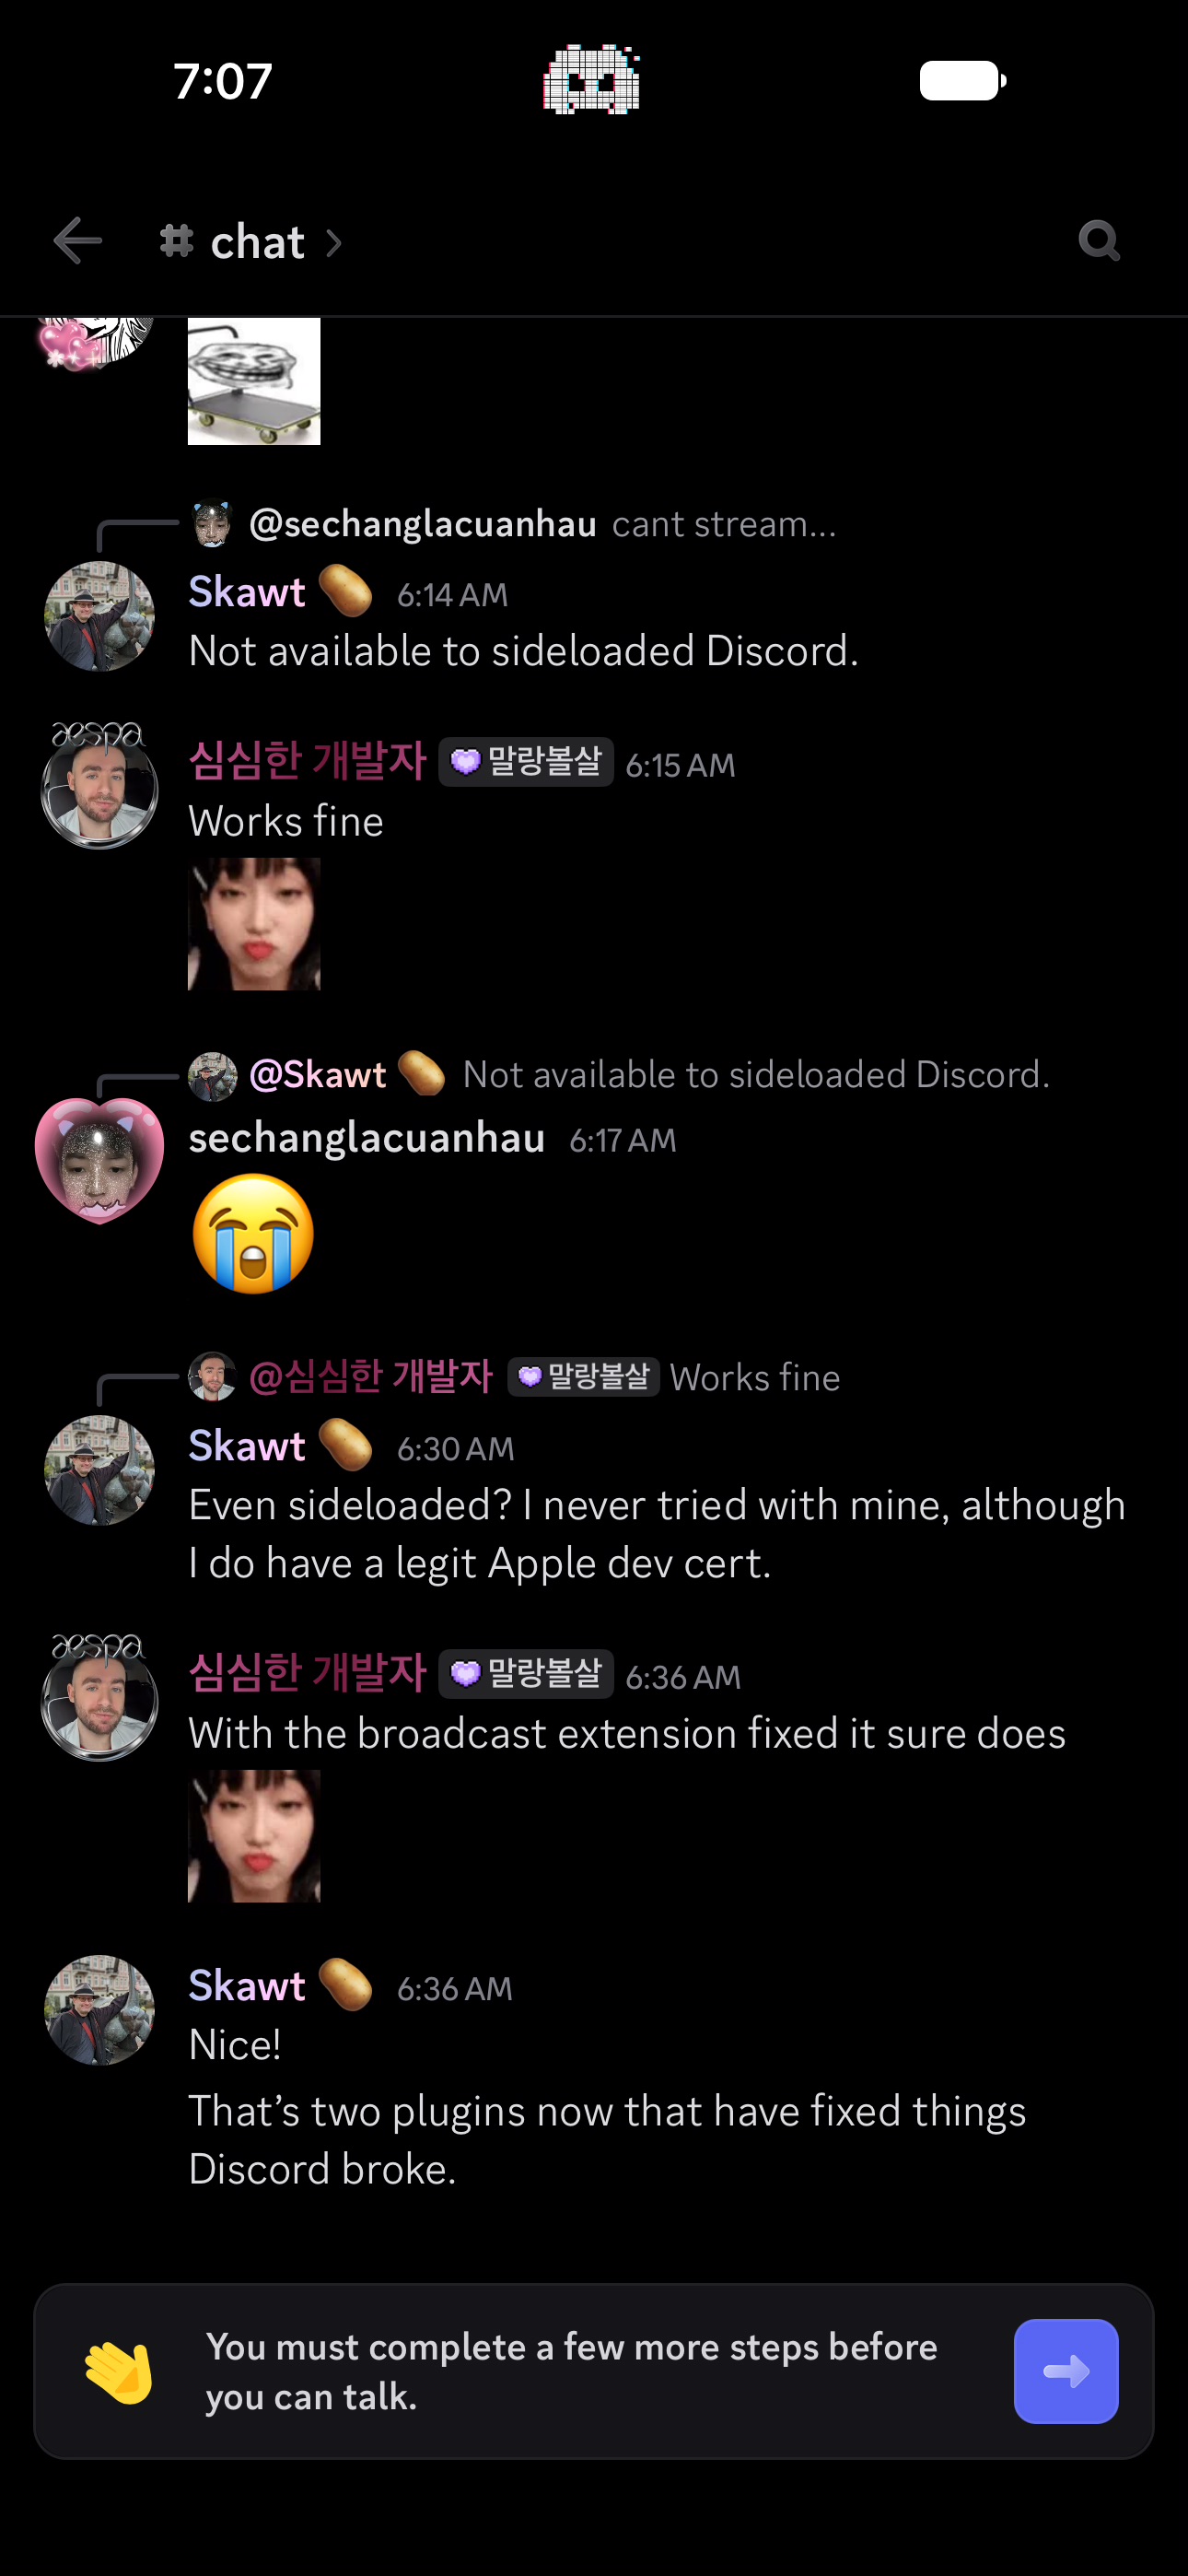 7:07
chat
@sechanglacuanhau cant stream...
Skawt 6:14 AM
Not available to sideloaded Discord.
aespa
심심한 개발자 말랑볼살 6:15 AM
Works fine
@Skawt Not available to sideloaded Discord.
sechanglacuanhau 6:17 AM
@심심한 개발자 말랑볼살 Works fine
Skawt 6:30 AM
Even sideloaded? I never tried with mine, although
I do have a legit Apple dev cert.
aespa
심심한 개발자 말랑볼살 6:36 AM
With the broadcast extension fixed it sure does
Skawt 6:36 AM
Nice!
That’s two plugins now that have fixed things
Discord broke.
You must complete a few more steps before
you can talk.